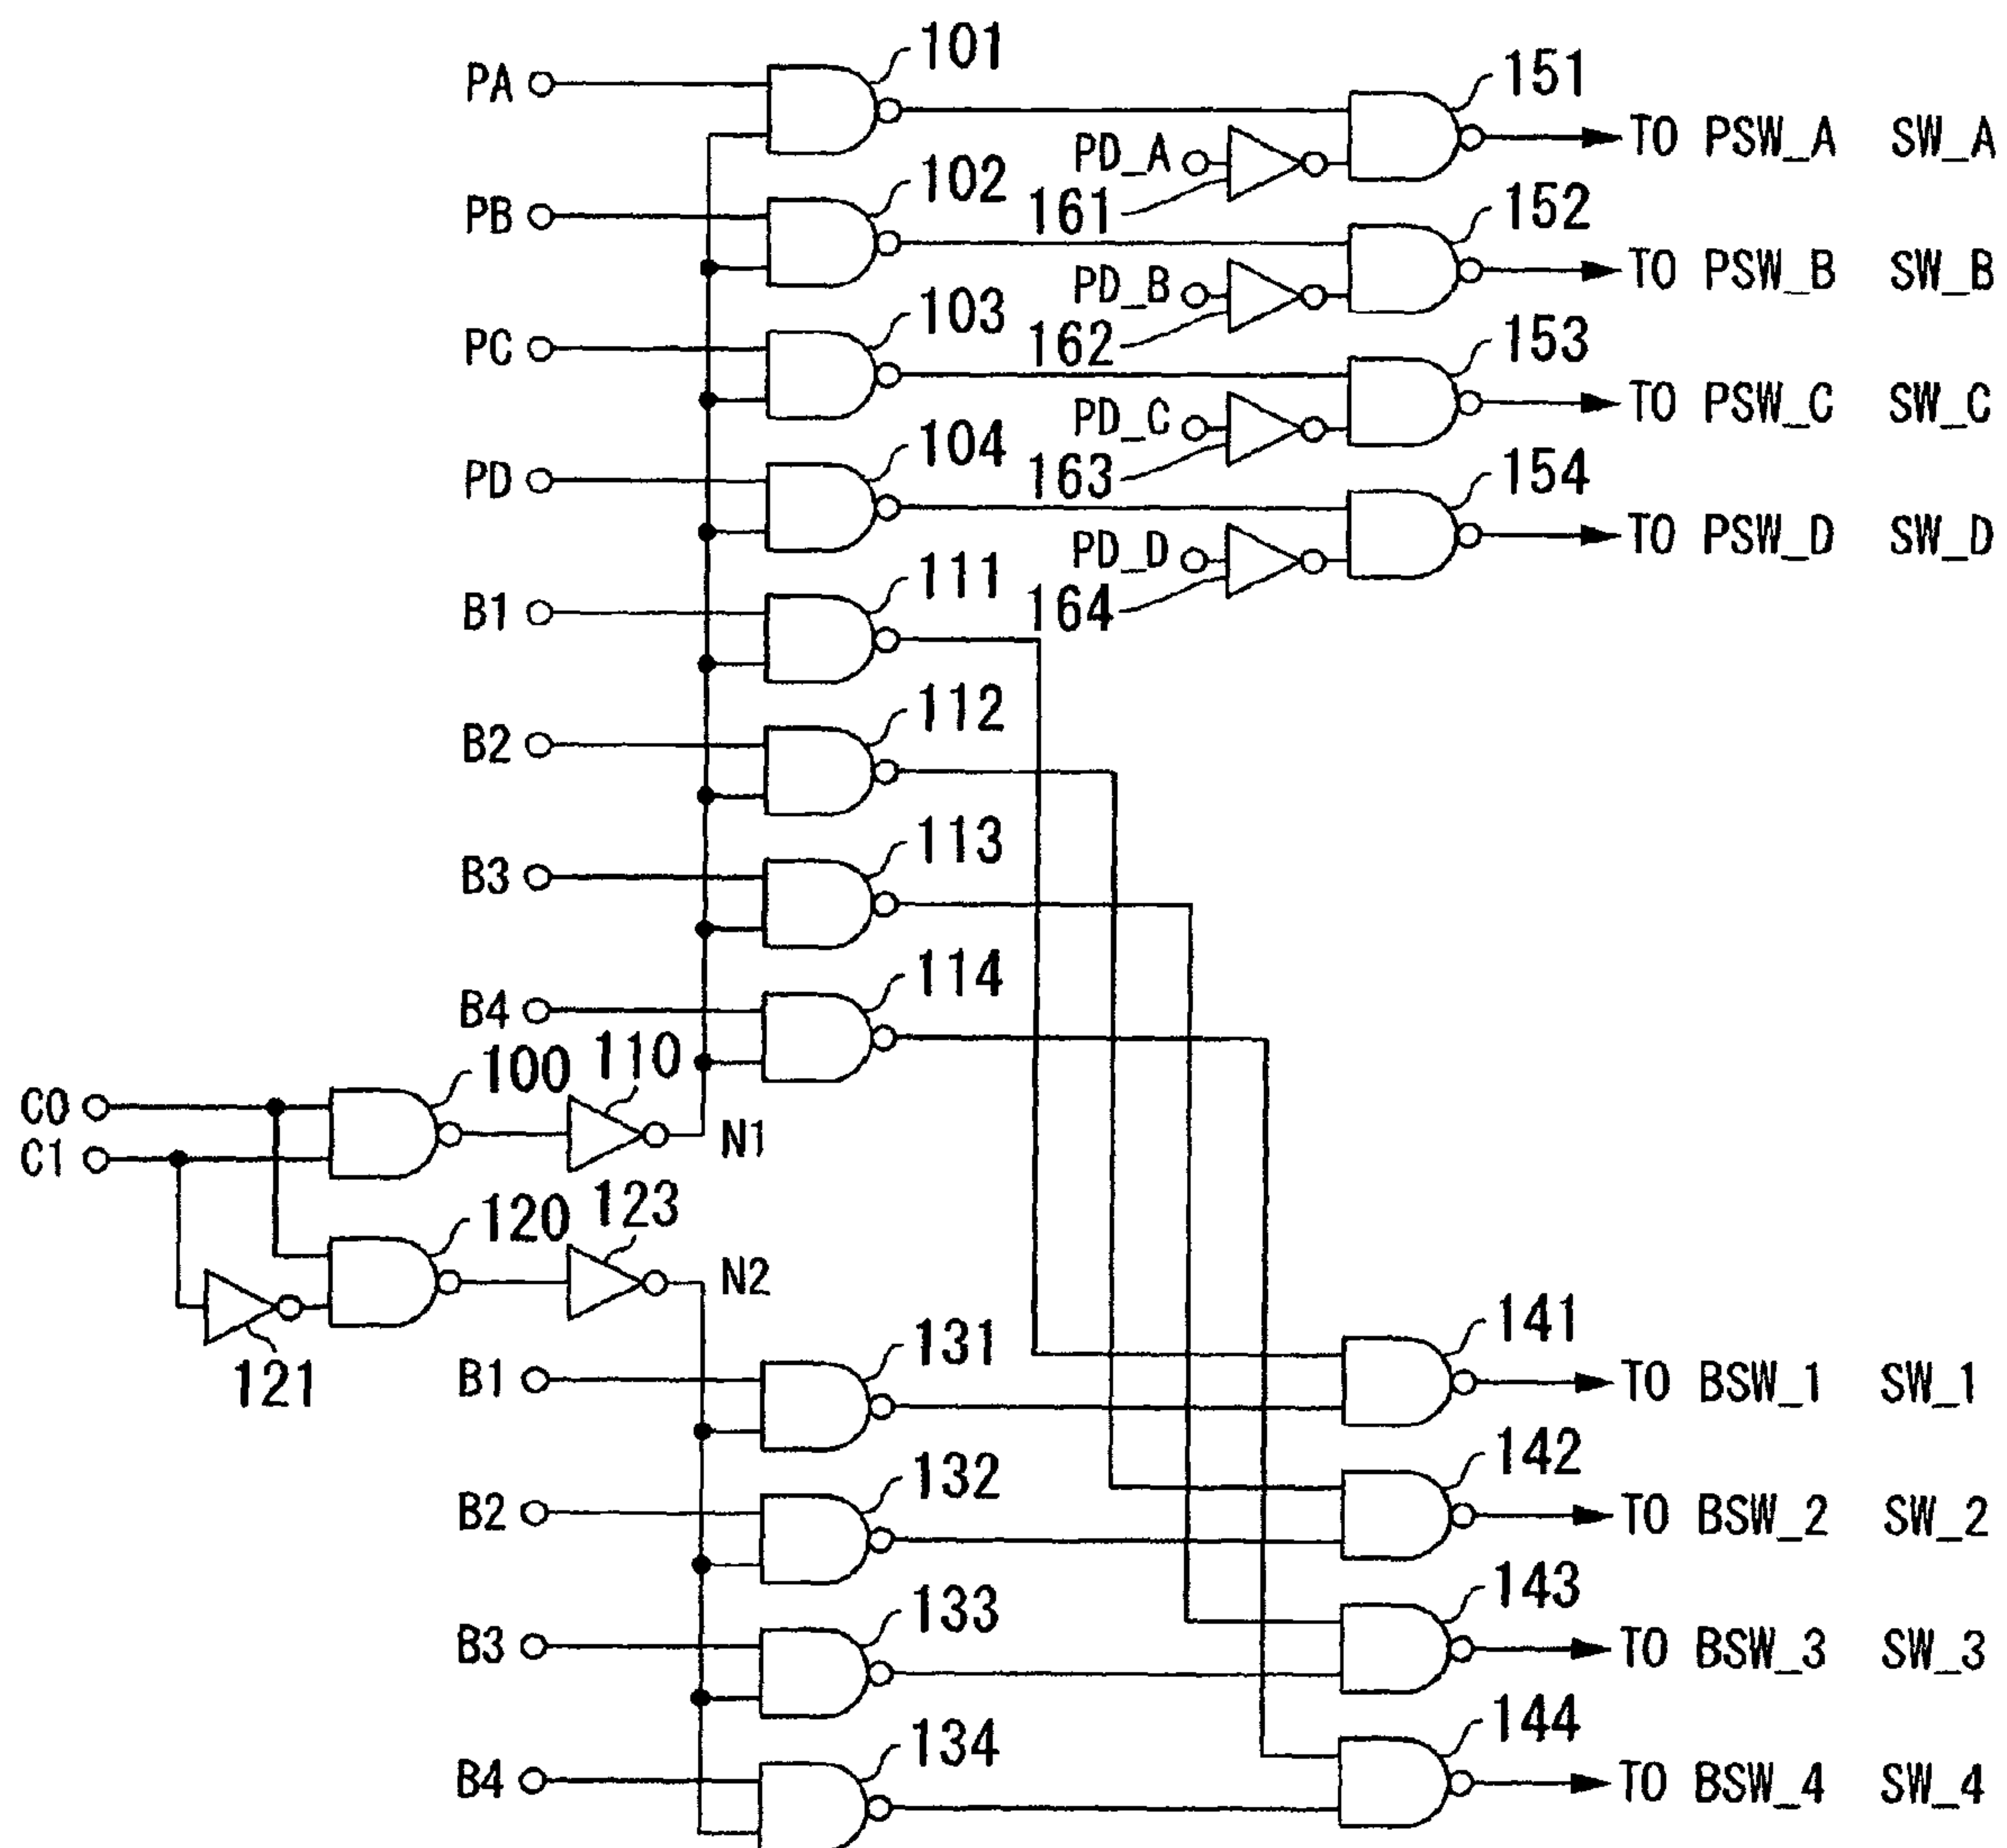 101
PA
151
PD_A
TO PSW_A SW_A
102
161
152
PB
PD_B
TO PSW_B SW_B
103
162
153
PC
PD_C
TO PSW_C SW_C
104
163
154
PD
PD_D
TO PSW_D SW_D
111
164
B1
112
B2
113
B3
114
B4
110
100
C0
C1
N1
123
120
N2
121
131
141
B1
TO BSW_1 SW_1
132
142
B2
TO BSW_2 SW_2
133
143
B3
TO BSW_3 SW_3
134
144
B4
TO BSW_4 SW_4